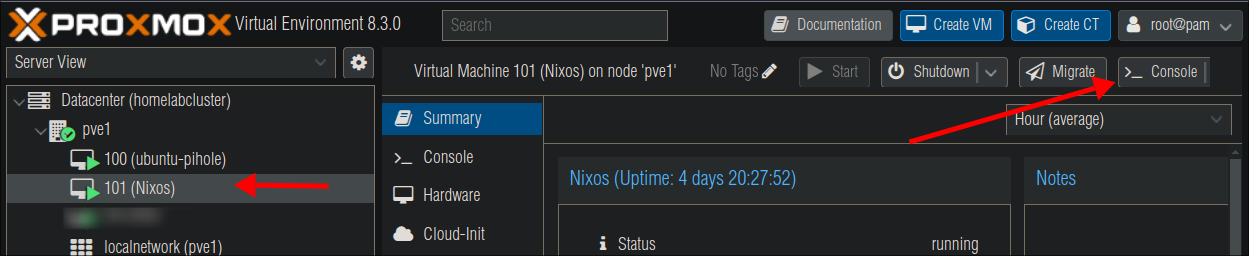 PROXMOX Virtual Environment 8.3.0 Search Documentation Create VM Create CT root@pam
Server View
Virtual Machine 101 (Nixos) on node 'pve1' No Tags Start Shutdown Migrate >_ Console
Datacenter (homelabcluster)
pve1
100 (ubuntu-pihole)
101 (Nixos)
localnetwork (pve1)
Summary
>_ Console
Hardware
Cloud-Init
Hour (average)
Nixos (Uptime: 4 days 20:27:52)
Status running
Notes